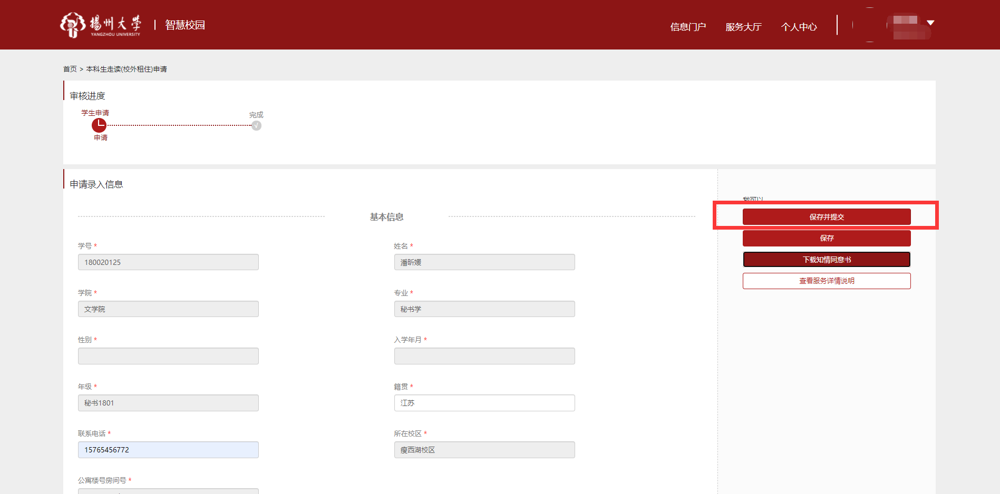 揚州大学
YANGZHOU UNIVERSITY
智慧校园
信息门户
服务大厅
个人中心
首页 > 本科生走读(校外租住)申请
审核进度
学生申请
完成
申请
申请录入信息
我可以
基本信息
保存并提交
保存
下载知情同意书
查看服务详情说明
学号 *
姓名 *
180020125
潘昕媛
学院 *
专业 *
文学院
秘书学
性别 *
入学年月 *
年级 *
籍贯 *
秘书1801
江苏
联系电话 *
所在校区 *
15765456772
瘦西湖校区
公寓楼号房间号 *